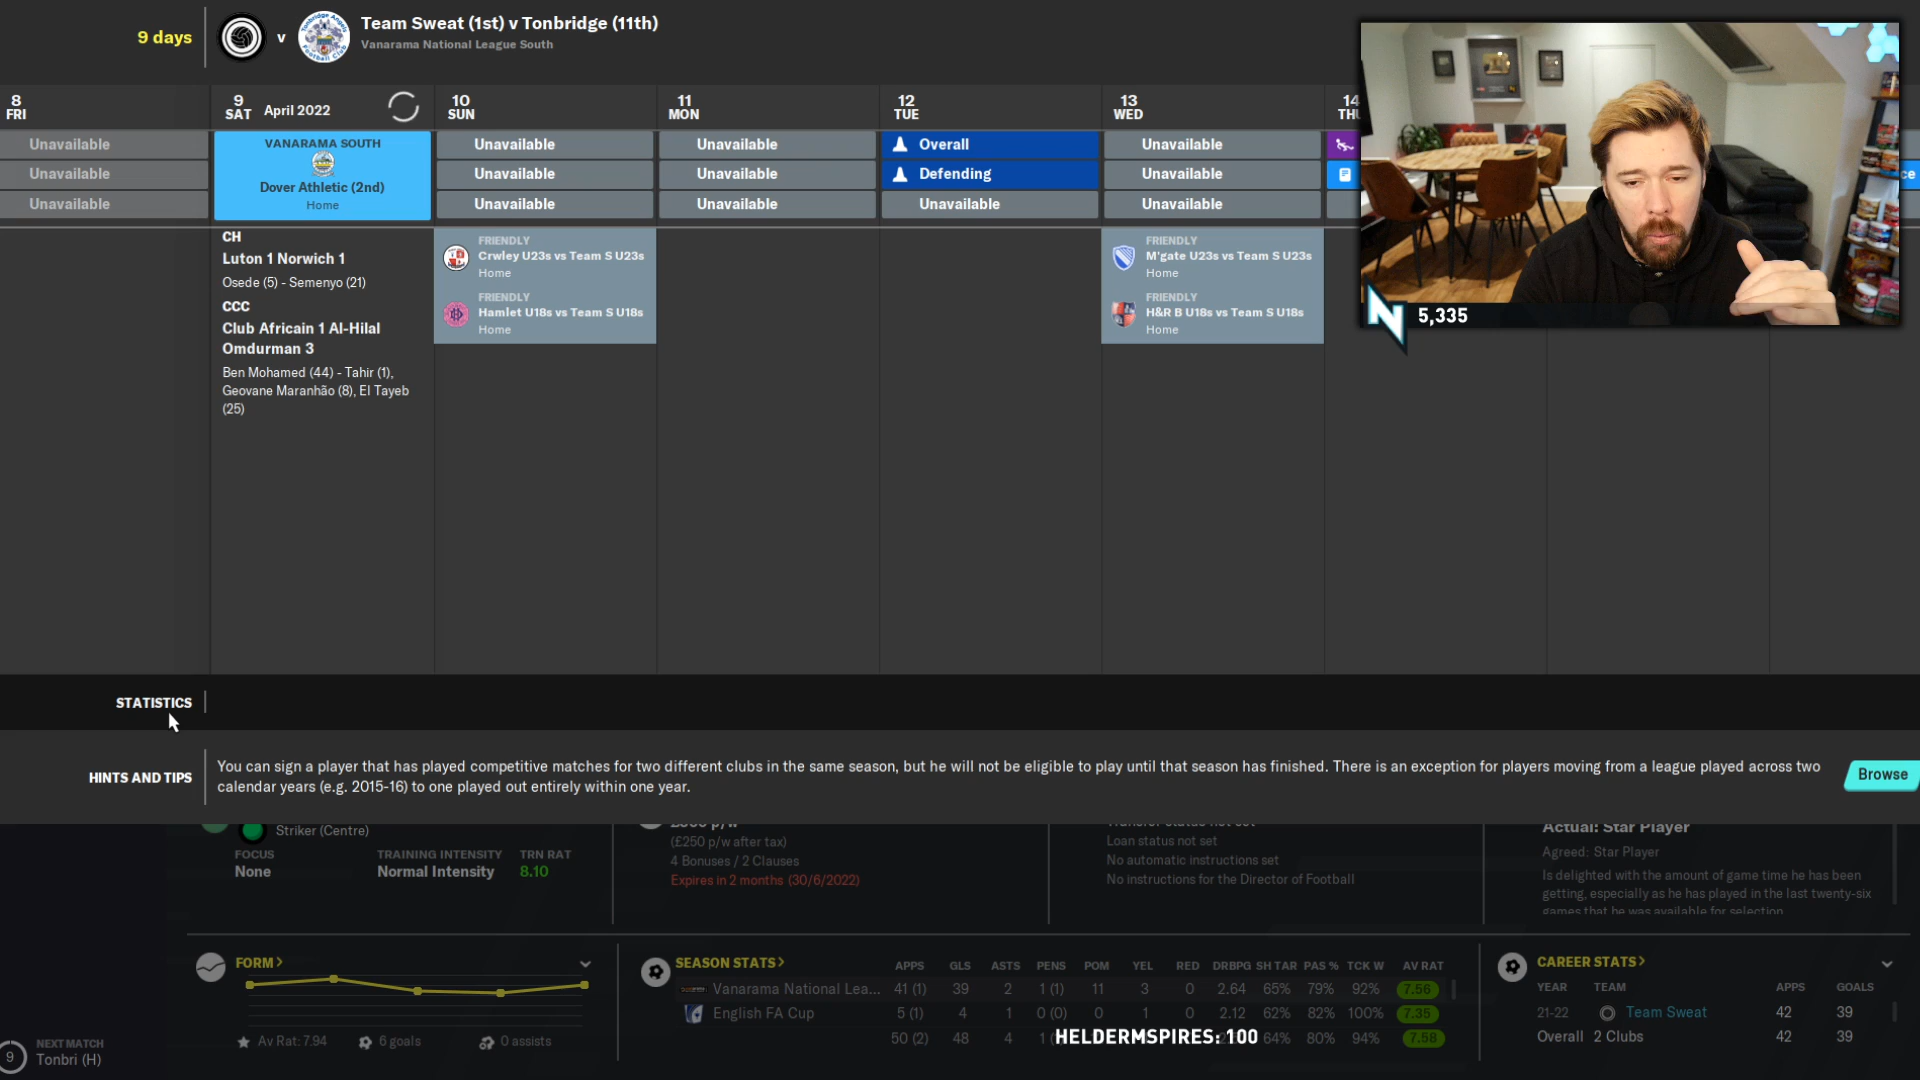 9 days
v
Team Sweat (1st) v Tonbridge (11th)
Vanarama National League South
8
FRI
9
SAT
April 2022
10
SUN
11
MON
12
TUE
13
WED
14
Unavailable
Unavailable
Unavailable
VANARAMA SOUTH
Dover Athletic (2nd)
Home
Unavailable
Unavailable
Unavailable
Unavailable
Unavailable
Unavailable
Overall
Defending
Unavailable
Unavailable
Unavailable
Unavailable
CH
Luton 1 Norwich 1
Osede (5) - Semenyo (21)
CCC
Club Africain 1 Al-Hilal
Omdurman 3
Ben Mohamed (44) - Tahir (1),
Geovane Maranhão (8), El Tayeb
(25)
FRIENDLY
Crwley U23s vs Team S U23s
Home
FRIENDLY
Hamlet U18s vs Team S U18s
Home
FRIENDLY
M'gate U23s vs Team S U23s
Home
FRIENDLY
H&R B U18s vs Team S U18s
Home
N 5,335
STATISTICS
HINTS AND TIPS
You can sign a player that has played competitive matches for two different clubs in the same season, but he will not be eligible to play until that season has finished. There is an exception for players moving from a league played across two
calendar years (e.g. 2015-16) to one played out entirely within one year.
Browse
Striker (Centre)
FOCUS
None
TRAINING INTENSITY
Normal Intensity
TRN RAT
8.10
p/w
(£250 p/w after tax)
4 Bonuses / 2 Clauses
Expires in 2 months (30/6/2022)
Transfer status not set
Loan status not set
No automatic instructions set
No instructions for the Director of Football
Actual: Star Player
Agreed: Star Player
Is delighted with the amount of game time he has been
getting, especially as he has played in the last twenty-six
games that he was available for selection
FORM >
Av Rat: 7.94
6 goals
0 assists
SEASON STATS >
APPS GLS ASTS PENS POM YEL RED DRBPG SH TAR PAS % TCK W AV RAT
Vanarama National Lea... 41 (1) 39 2 1 (1) 11 3 0 2.64 65% 79% 92% 7.56
English FA Cup 5 (1) 4 1 0 (0) 0 1 0 2.12 62% 82% 100% 7.35
50 (2) 48 4 64% 80% 94% 7.58
HELDERMSPIRES: 100
CAREER STATS >
YEAR TEAM APPS GOALS
21-22 Team Sweat 42 39
Overall 2 Clubs 42 39
9
NEXT MATCH
Tonbri (H)